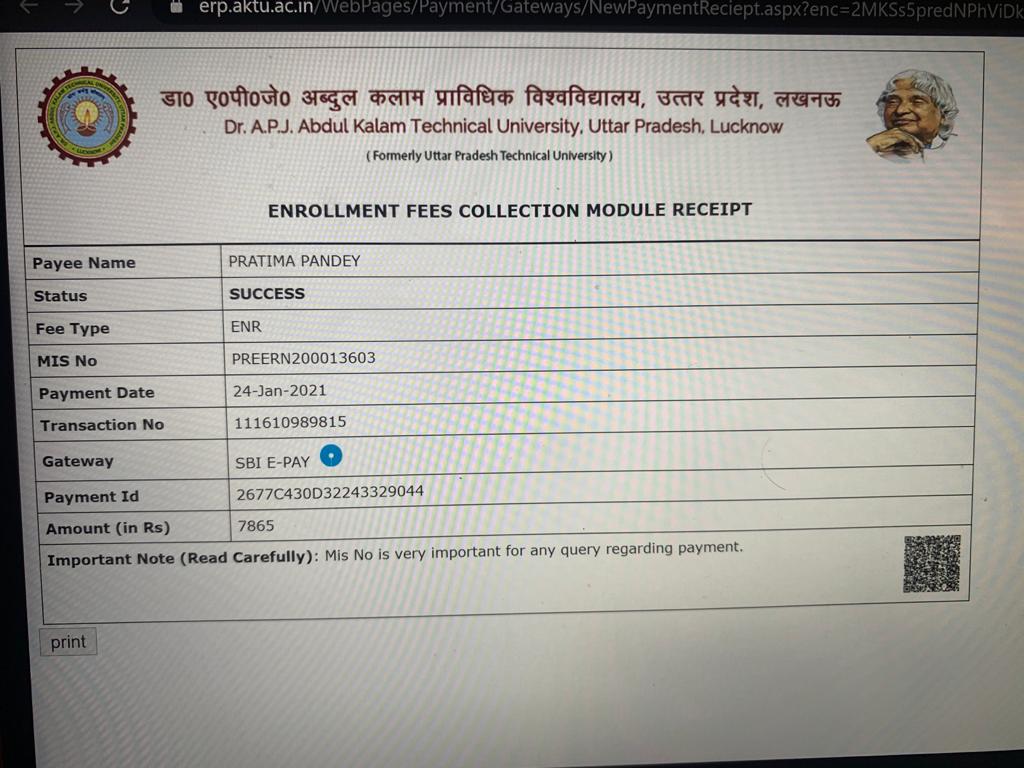 erp.aktu.ac.in/WebPages/Payment/Gateways/NewPaymentReciept.aspx?enc=2MKSs5predNPhViDk
डा० ए०पी०जे० अब्दुल कलाम प्राविधिक विश्वविद्यालय, उत्तर प्रदेश, लखनऊ
Dr. A.P.J. Abdul Kalam Technical University, Uttar Pradesh, Lucknow
( Formerly Uttar Pradesh Technical University )
ENROLLMENT FEES COLLECTION MODULE RECEIPT
Payee Name PRATIMA PANDEY
Status SUCCESS
Fee Type ENR
MIS No PREERN200013603
Payment Date 24-Jan-2021
Transaction No 111610989815
Gateway SBI E-PAY
Payment Id 2677C430D32243329044
Amount (in Rs) 7865
Important Note (Read Carefully): Mis No is very important for any query regarding payment.
print